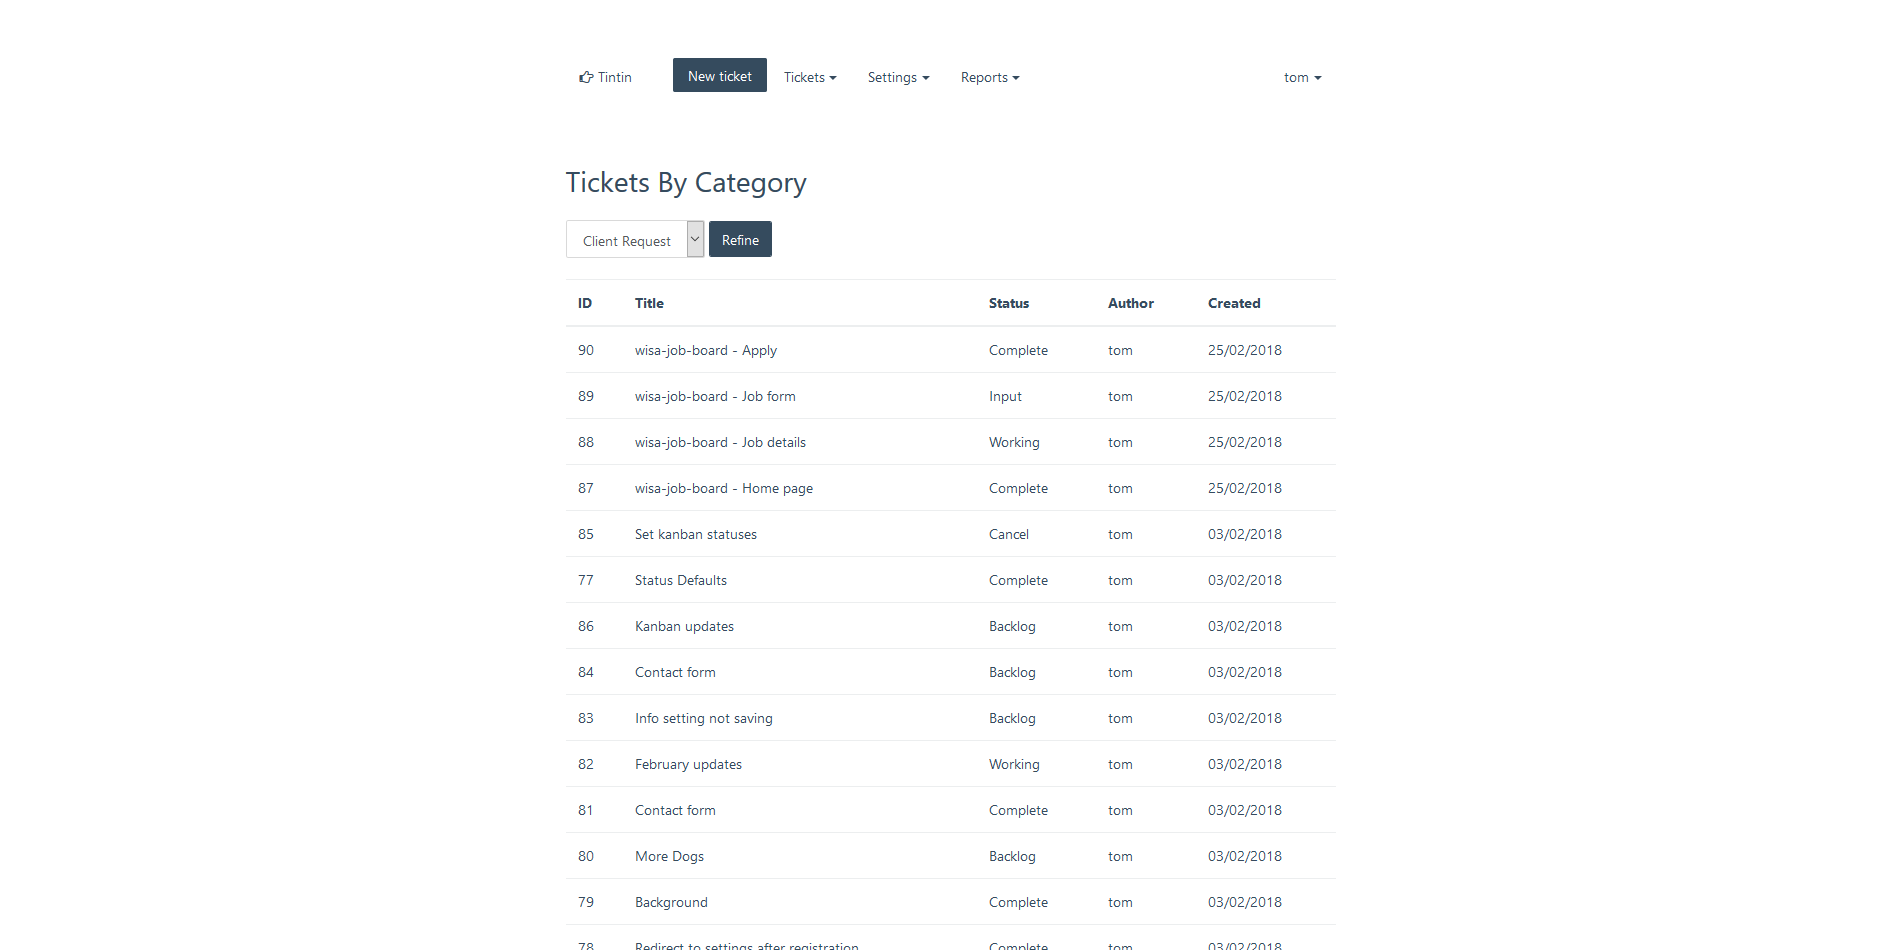 Tintin New ticket Tickets Settings Reports tom
Tickets By Category
Client Request Refine
ID Title Status Author Created
90 wisa-job-board - Apply Complete tom 25/02/2018
89 wisa-job-board - Job form Input tom 25/02/2018
88 wisa-job-board - Job details Working tom 25/02/2018
87 wisa-job-board - Home page Complete tom 25/02/2018
85 Set kanban statuses Cancel tom 03/02/2018
77 Status Defaults Complete tom 03/02/2018
86 Kanban updates Backlog tom 03/02/2018
84 Contact form Backlog tom 03/02/2018
83 Info setting not saving Backlog tom 03/02/2018
82 February updates Working tom 03/02/2018
81 Contact form Complete tom 03/02/2018
80 More Dogs Backlog tom 03/02/2018
79 Background Complete tom 03/02/2018
78 Redirect to settings after registration Complete tom 03/02/2018